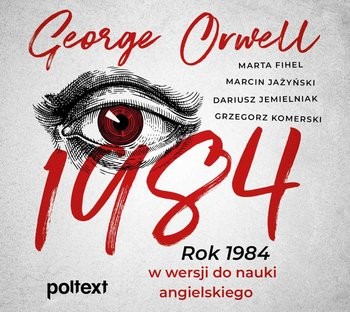 George Orwell
MARTA FIHEL
MARCIN JAŻYŃSKI
DARIUSZ JEMIELNIAK
GRZEGORZ KOMERSKI
1984
Rok 1984
w wersji do nauki
angielskiego
poltext